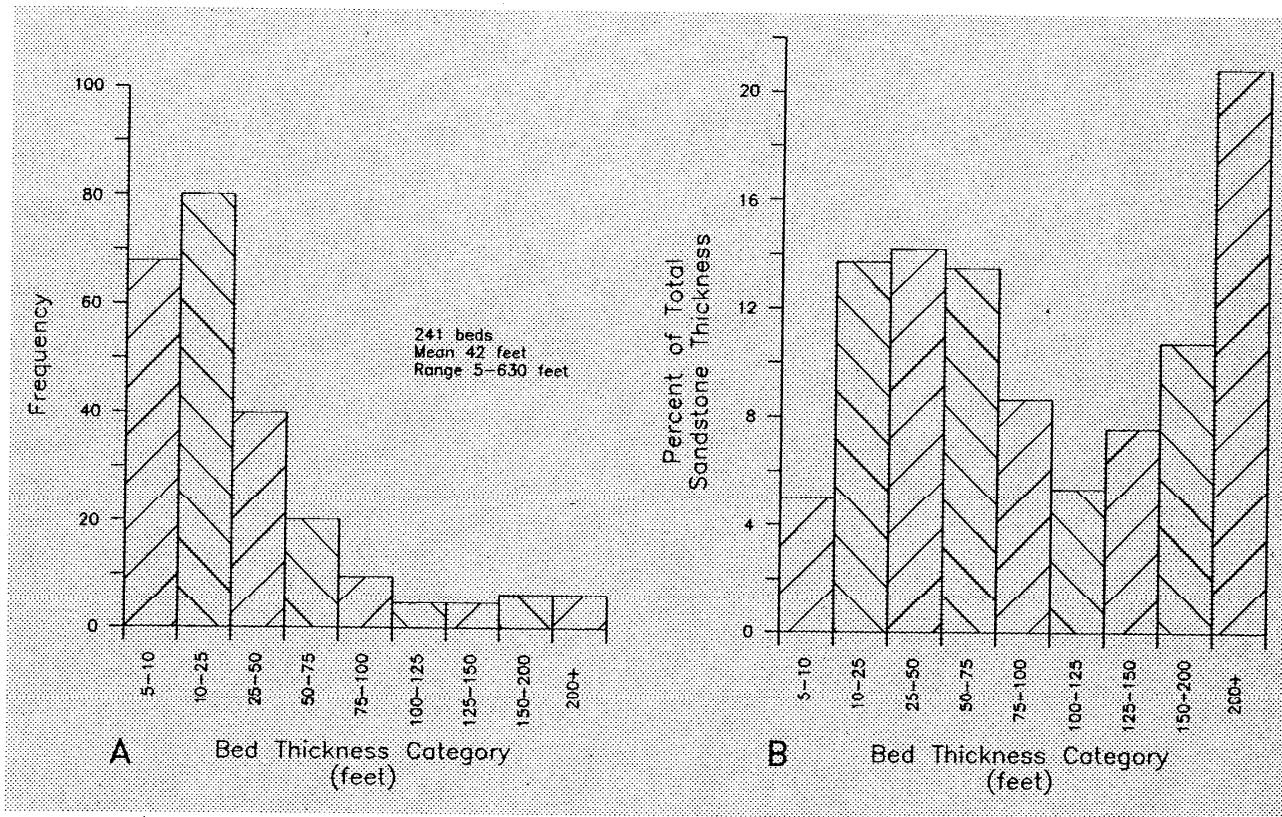 100
80
60
40
20
0
Frequency
241 beds
Mean 42 feet
Range 5-630 feet
5-10
10-25
25-50
50-75
75-100
100-125
125-150
150-200
200+
A
Bed Thickness Category
(feet)
20
16
12
8
4
0
Percent of Total
Sandstone Thickness
5-10
10-25
25-50
50-75
75-100
100-125
125-150
150-200
200+
B
Bed Thickness Category
(feet)